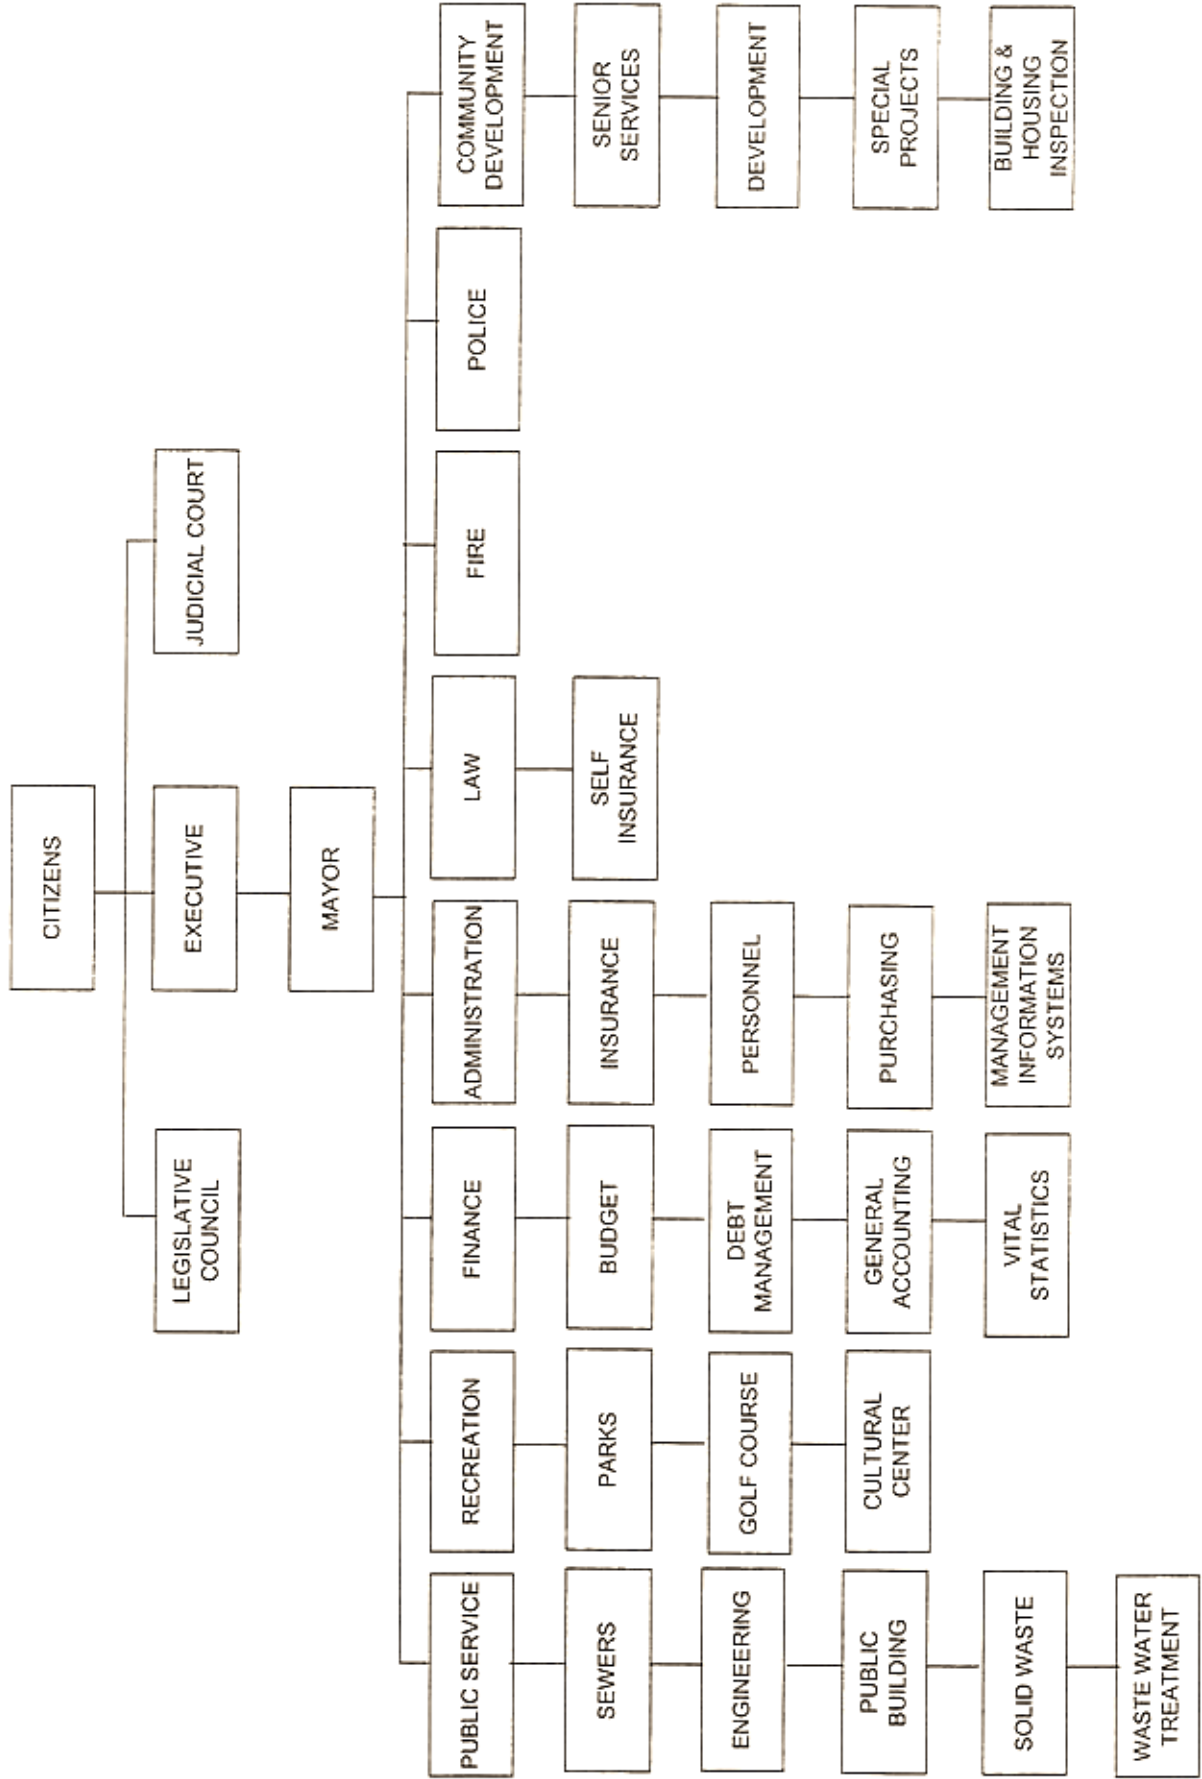 CITIZENS
LEGISLATIVE
COUNCIL
EXECUTIVE
JUDICIAL COURT
MAYOR
PUBLIC SERVICE
RECREATION
FINANCE
ADMINISTRATION
LAW
FIRE
POLICE
COMMUNITY
DEVELOPMENT
SEWERS
PARKS
BUDGET
INSURANCE
SELF
INSURANCE
SENIOR
SERVICES
ENGINEERING
GOLF COURSE
DEBT
MANAGEMENT
PERSONNEL
DEVELOPMENT
PUBLIC
BUILDING
CULTURAL
CENTER
GENERAL
ACCOUNTING
PURCHASING
SPECIAL
PROJECTS
SOLID WASTE
VITAL
STATISTICS
MANAGEMENT
INFORMATION
SYSTEMS
BUILDING &
HOUSING
INSPECTION
WASTE WATER
TREATMENT